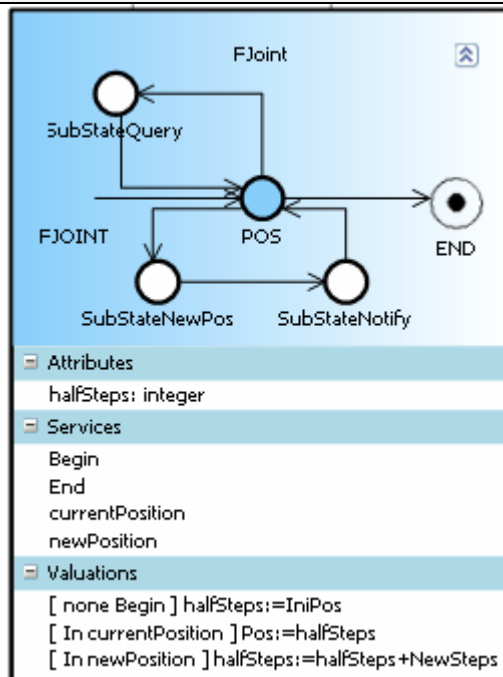 FJoint
SubStateQuery
FJOINT
POS
END
SubStateNewPos
SubStateNotify
Attributes
halfSteps: integer
Services
Begin
End
currentPosition
newPosition
Valuations
[ none Begin ] halfSteps:=IniPos
[ In currentPosition ] Pos:=halfSteps
[ In newPosition ] halfSteps:=halfSteps+NewSteps